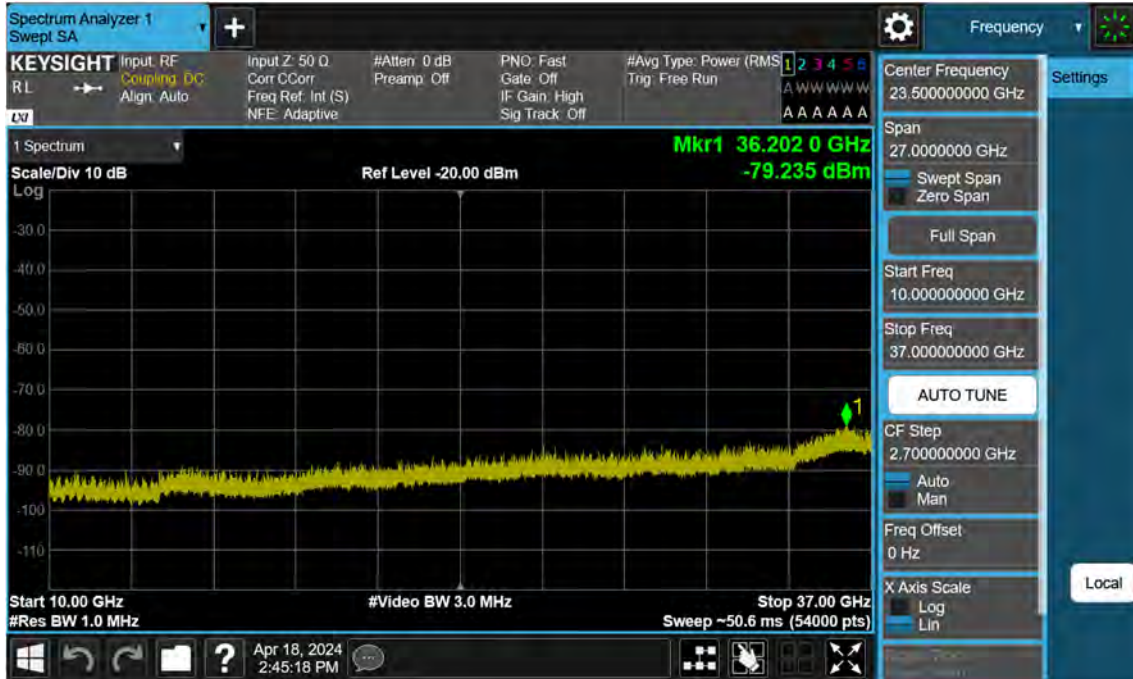 Spectrum Analyzer 1
Swept SA
Frequency
KEYSIGHT
RL
LXI
Input: RF
Coupling: DC
Align: Auto
Input Z: 50 Ω
Corr CCorr
Freq Ref: Int (S)
NFE: Adaptive
#Atten: 0 dB
Preamp: Off
PNO: Fast
Gate: Off
IF Gain: High
Sig Track: Off
#Avg Type: Power (RMS
Trig: Free Run
1 2 3 4 5 6
A W W W W W
A A A A A A
1 Spectrum
Mkr1 36.202 0 GHz
Scale/Div 10 dB
Ref Level -20.00 dBm
-79.235 dBm
Log
-30.0
-40.0
-50.0
-60.0
-70.0
1
-80.0
-90.0
-100
-110
Start 10.00 GHz
#Video BW 3.0 MHz
Stop 37.00 GHz
#Res BW 1.0 MHz
Sweep ~50.6 ms (54000 pts)
?
Apr 18, 2024
2:45:18 PM
Center Frequency
23.500000000 GHz
Span
27.0000000 GHz
Swept Span
Zero Span
Full Span
Start Freq
10.000000000 GHz
Stop Freq
37.000000000 GHz
AUTO TUNE
CF Step
2.700000000 GHz
Auto
Man
Freq Offset
0 Hz
X Axis Scale
Log
Lin
Settings
Local